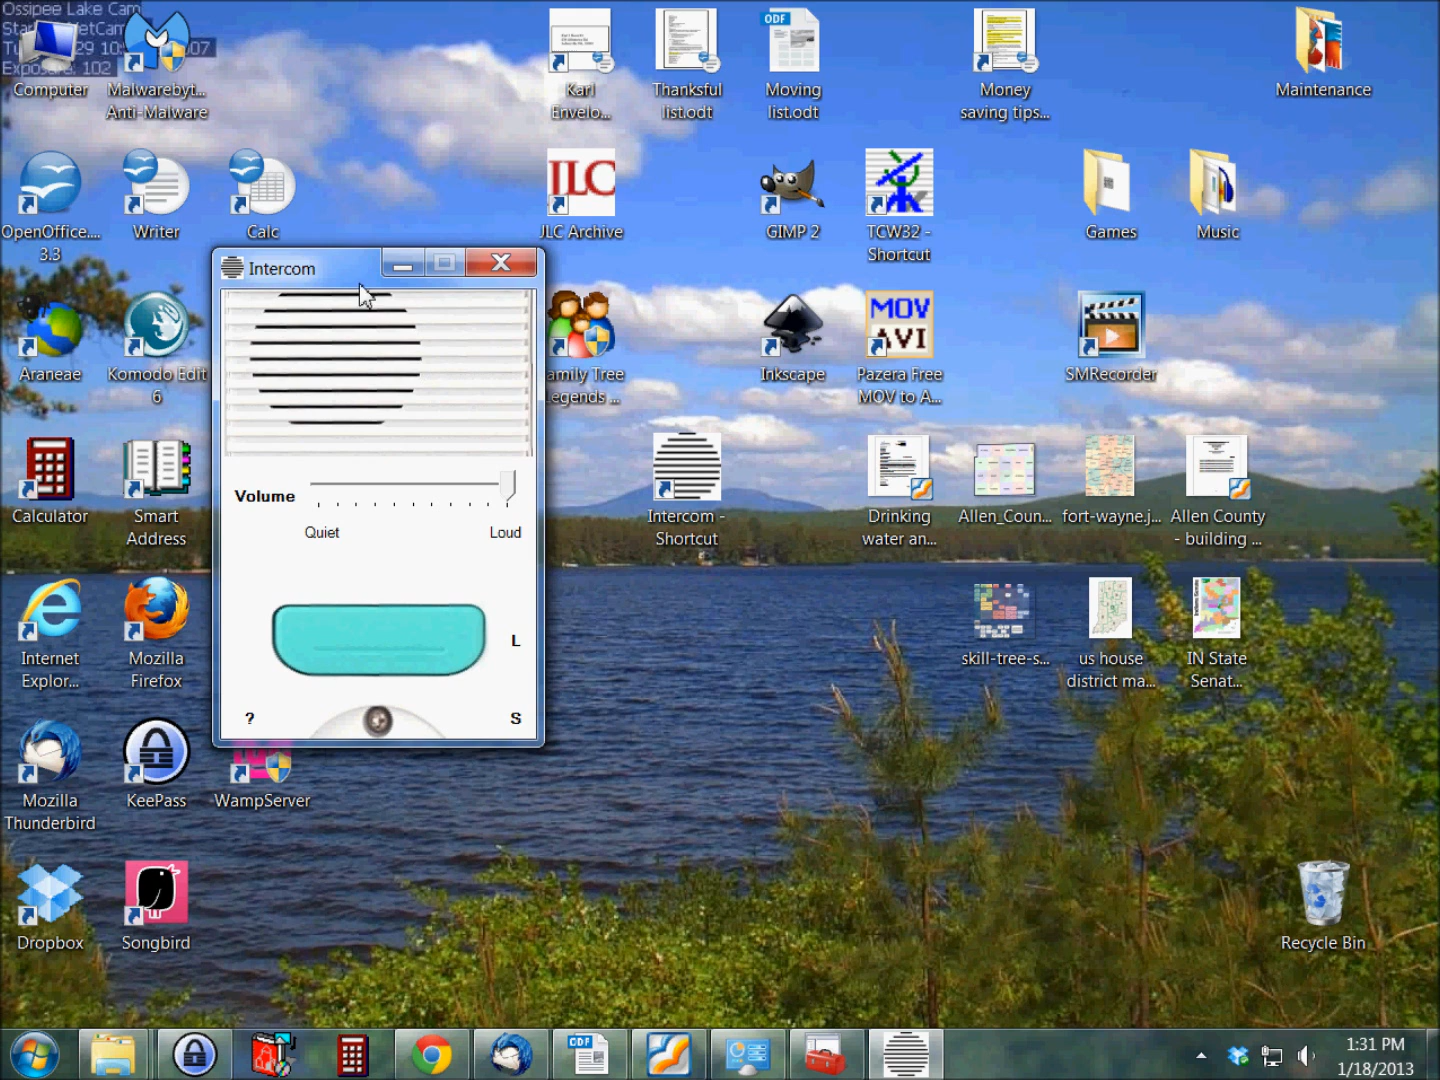 Ossipee Lake Cam
Exposure: 102
Computer
Malwarebyt...
Anti-Malware
Karl
Envelo...
Thanksful
list.odt
ODF
Moving
list.odt
Money
saving tips...
Maintenance
OpenOffice....
3.3
Writer
Calc
JLC
JLC Archive
GIMP 2
TCW32 -
Shortcut
Games
Music
Intercom
Araneae
Komodo Edit
6
Family Tree
Legends ...
Inkscape
MOV
AVI
Pazera Free
MOV to A...
SMRecorder
Calculator
Smart
Address
Volume
Quiet
Loud
Intercom -
Shortcut
Drinking
water an...
Allen_Coun...
fort-wayne.j...
Allen County
- building ...
Internet
Explor...
Mozilla
Firefox
L
?
S
skill-tree-s...
us house
district ma...
IN State
Senat...
Mozilla
Thunderbird
KeePass
WampServer
Dropbox
Songbird
Recycle Bin
ODF
1:31 PM
1/18/2013